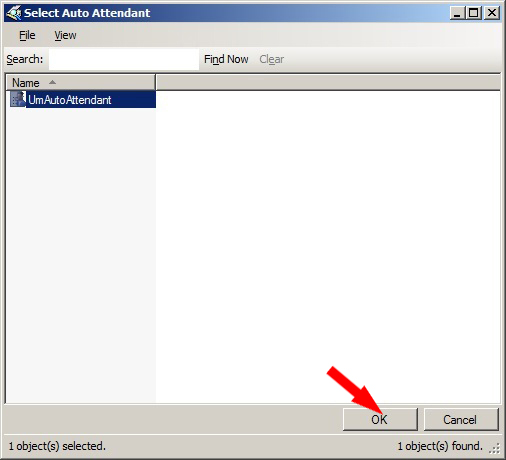 Select Auto Attendant
File View
Search: Find Now Clear
Name
UmAutoAttendant
OK Cancel
1 object(s) selected. 1 object(s) found.